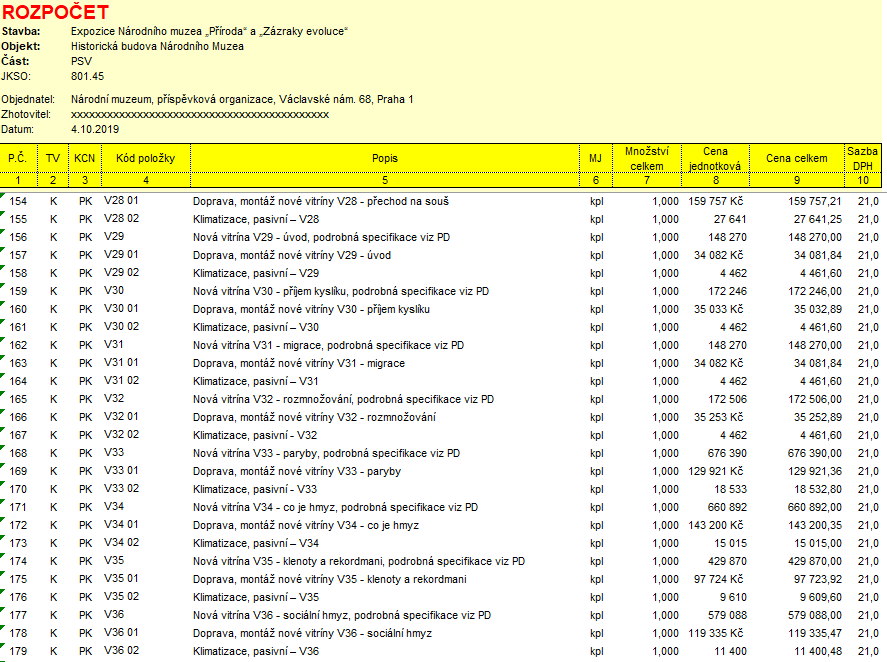 ROZPOČET
Stavba: Expozice Národního muzea „Příroda“ a „Zázraky evoluce“
Objekt: Historická budova Národního Muzea
Část: PSV
JKSO: 801.45
Objednatel: Národní muzeum, příspěvková organizace, Václavské nám. 68, Praha 1
Zhotovitel: xxxxxxxxxxxxxxxxxxxxxxxxxxxxxxxxxxxxxxxxxxx
Datum: 4.10.2019
P.Č. TV KCN Kód položky Popis MJ Množství celkem Cena jednotková Cena celkem Sazba DPH
1 2 3 4 5 6 7 8 9 10
154 K PK V28 01 Doprava, montáž nové vitríny V28 - přechod na souš kpl 1,000 159 757 Kč 159 757,21 21,0
155 K PK V28 02 Klimatizace, pasivní – V28 kpl 1,000 27 641 27 641,25 21,0
156 K PK V29 Nová vitrína V29 - úvod, podrobná specifikace viz PD kpl 1,000 148 270 148 270,00 21,0
157 K PK V29 01 Doprava, montáž nové vitríny V29 - úvod kpl 1,000 34 082 Kč 34 081,84 21,0
158 K PK V29 02 Klimatizace, pasivní – V29 kpl 1,000 4 462 4 461,60 21,0
159 K PK V30 Nová vitrína V30 - příjem kyslíku, podrobná specifikace viz PD kpl 1,000 172 246 172 246,00 21,0
160 K PK V30 01 Doprava, montáž nové vitríny V30 - příjem kyslíku kpl 1,000 35 033 Kč 35 032,89 21,0
161 K PK V30 02 Klimatizace, pasivní – V30 kpl 1,000 4 462 4 461,60 21,0
162 K PK V31 Nová vitrína V31 - migrace, podrobná specifikace viz PD kpl 1,000 148 270 148 270,00 21,0
163 K PK V31 01 Doprava, montáž nové vitríny V31 - migrace kpl 1,000 34 082 Kč 34 081,84 21,0
164 K PK V31 02 Klimatizace, pasivní – V31 kpl 1,000 4 462 4 461,60 21,0
165 K PK V32 Nová vitrína V32 - rozmnožování, podrobná specifikace viz PD kpl 1,000 172 506 172 506,00 21,0
166 K PK V32 01 Doprava, montáž nové vitríny V32 - rozmnožování kpl 1,000 35 253 Kč 35 252,89 21,0
167 K PK V32 02 Klimatizace, pasivní - V32 kpl 1,000 4 462 4 461,60 21,0
168 K PK V33 Nová vitrína V33 - paryby, podrobná specifikace viz PD kpl 1,000 676 390 676 390,00 21,0
169 K PK V33 01 Doprava, montáž nové vitríny V33 - paryby kpl 1,000 129 921 Kč 129 921,36 21,0
170 K PK V33 02 Klimatizace, pasivní - V33 kpl 1,000 18 533 18 532,80 21,0
171 K PK V34 Nová vitrína V34 - co je hmyz, podrobná specifikace viz PD kpl 1,000 660 892 660 892,00 21,0
172 K PK V34 01 Doprava, montáž nové vitríny V34 - co je hmyz kpl 1,000 143 200 Kč 143 200,35 21,0
173 K PK V34 02 Klimatizace, pasivní – V34 kpl 1,000 15 015 15 015,00 21,0
174 K PK V35 Nová vitrína V35 - klenoty a rekordmani, podrobná specifikace viz PD kpl 1,000 429 870 429 870,00 21,0
175 K PK V35 01 Doprava, montáž nové vitríny V35 - klenoty a rekordmani kpl 1,000 97 724 Kč 97 723,92 21,0
176 K PK V35 02 Klimatizace, pasivní – V35 kpl 1,000 9 610 9 609,60 21,0
177 K PK V36 Nová vitrína V36 - sociální hmyz, podrobná specifikace viz PD kpl 1,000 579 088 579 088,00 21,0
178 K PK V36 01 Doprava, montáž nové vitríny V36 - sociální hmyz kpl 1,000 119 335 Kč 119 335,47 21,0
179 K PK V36 02 Klimatizace, pasivní – V36 kpl 1,000 11 400 11 400,48 21,0